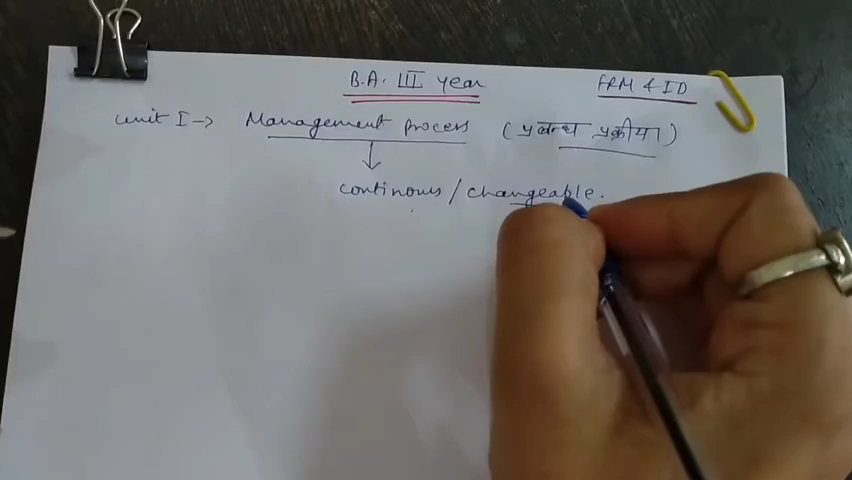 B.A. III year FRM & ID
unit I → Management process (प्रबन्ध प्रक्रीया)
continous / changeable.